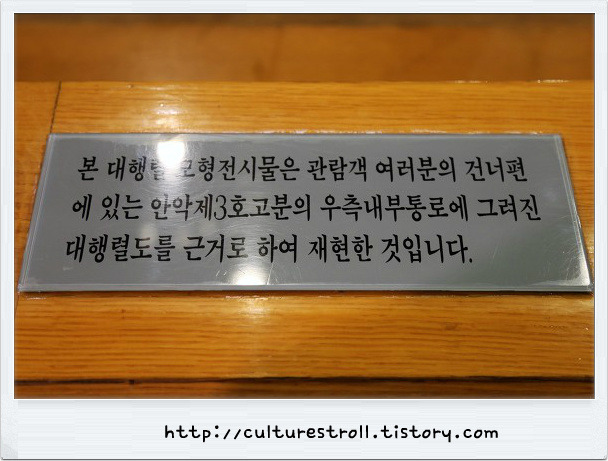 본 대행렬 모형전시물은 관람객 여러분의 건너편
에 있는 안악제3호고분의 우측내부통로에 그려진
대행렬도를 근거로 하여 재현한 것입니다.
http://culturestroll.tistory.com